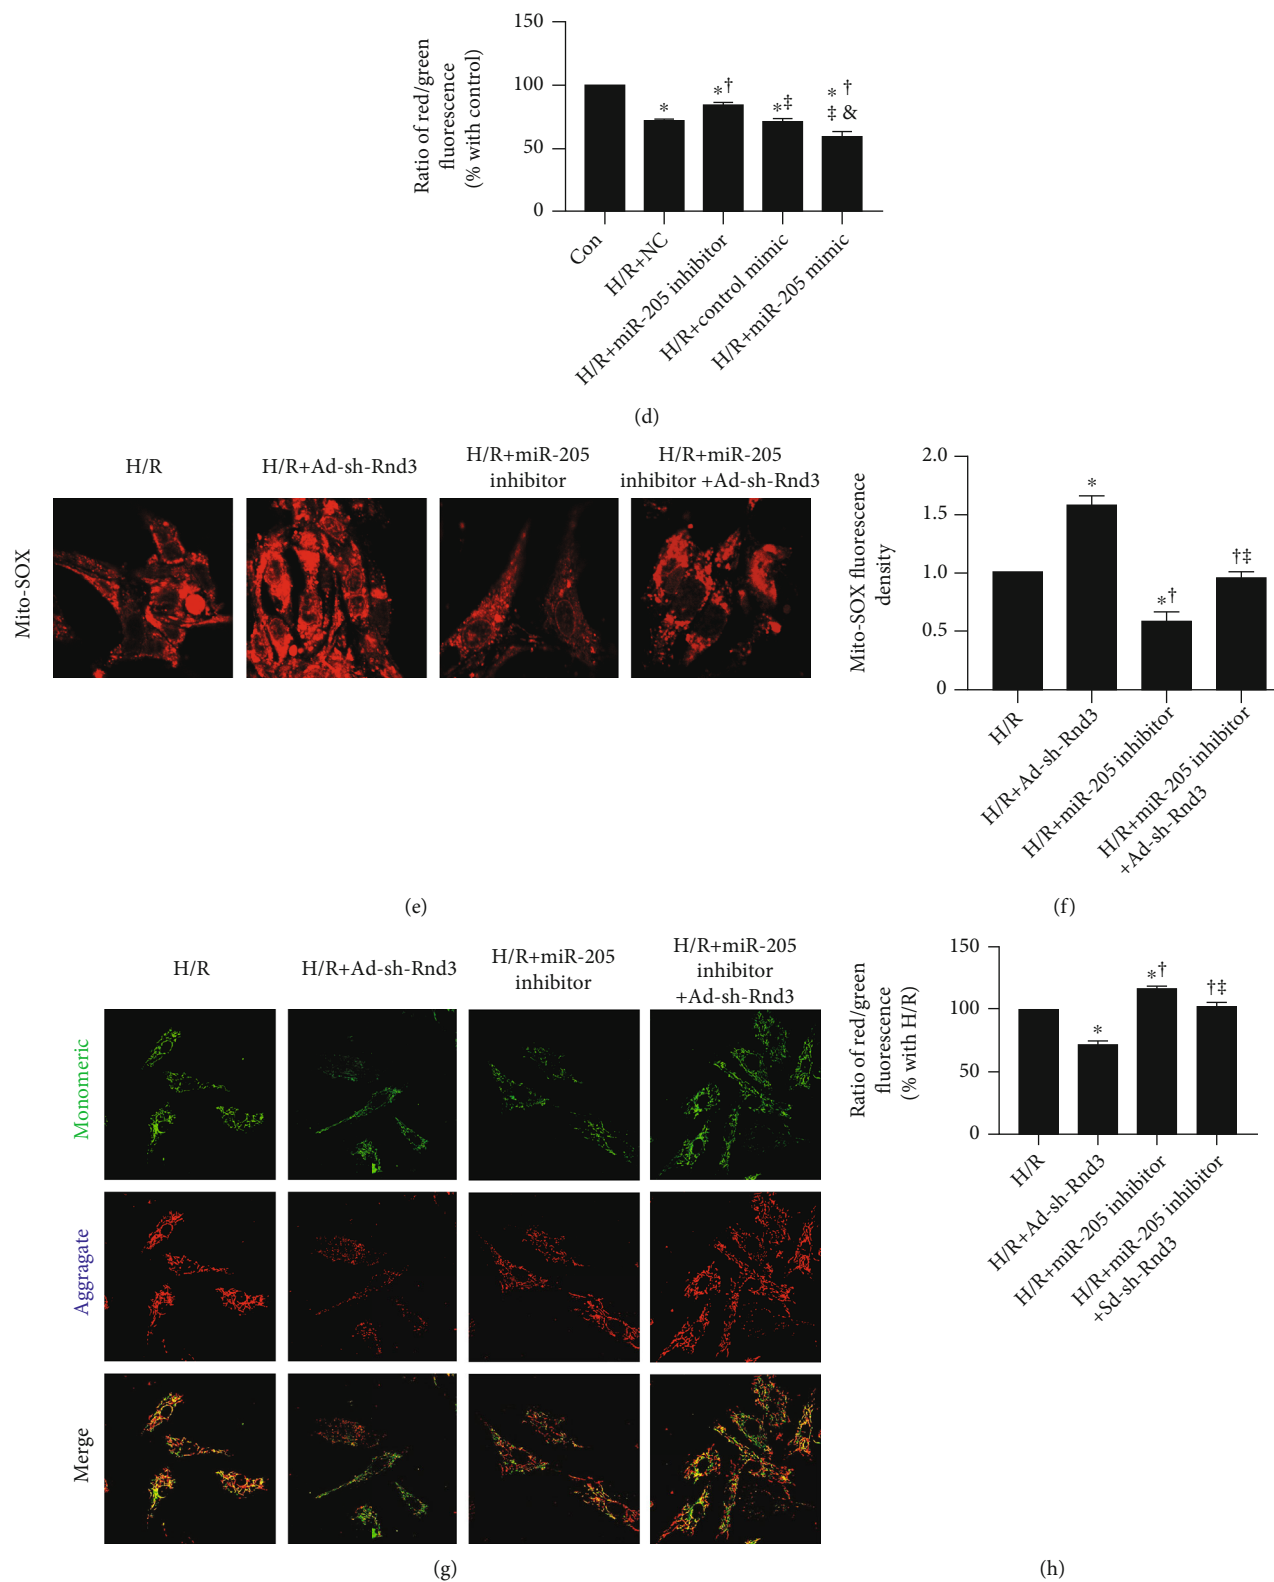 Ratio of red/green
fluorescence
(% with control)
150
100
50
0
*
*†
*‡
* †
‡ &
Con
H/R+NC
H/R+miR-205 inhibitor
H/R+control mimic
H/R+miR-205 mimic
(d)
H/R
H/R+Ad-sh-Rnd3
H/R+miR-205
inhibitor
H/R+miR-205
inhibitor +Ad-sh-Rnd3
Mito-SOX
(e)
Mito-SOX fluorescence
density
2.0
1.5
1.0
0.5
0
*
*†
†‡
H/R
H/R+Ad-sh-Rnd3
H/R+miR-205 inhibitor
H/R+miR-205 inhibitor
+Ad-sh-Rnd3
(f)
H/R
H/R+Ad-sh-Rnd3
H/R+miR-205
inhibitor
H/R+miR-205
inhibitor
+Ad-sh-Rnd3
Monomeric
Aggragate
Merge
(g)
Ratio of red/green
fluorescence
(% with H/R)
150
100
50
0
*
*†
†‡
H/R
H/R+Ad-sh-Rnd3
H/R+miR-205 inhibitor
H/R+miR-205 inhibitor
+Sd-sh-Rnd3
(h)